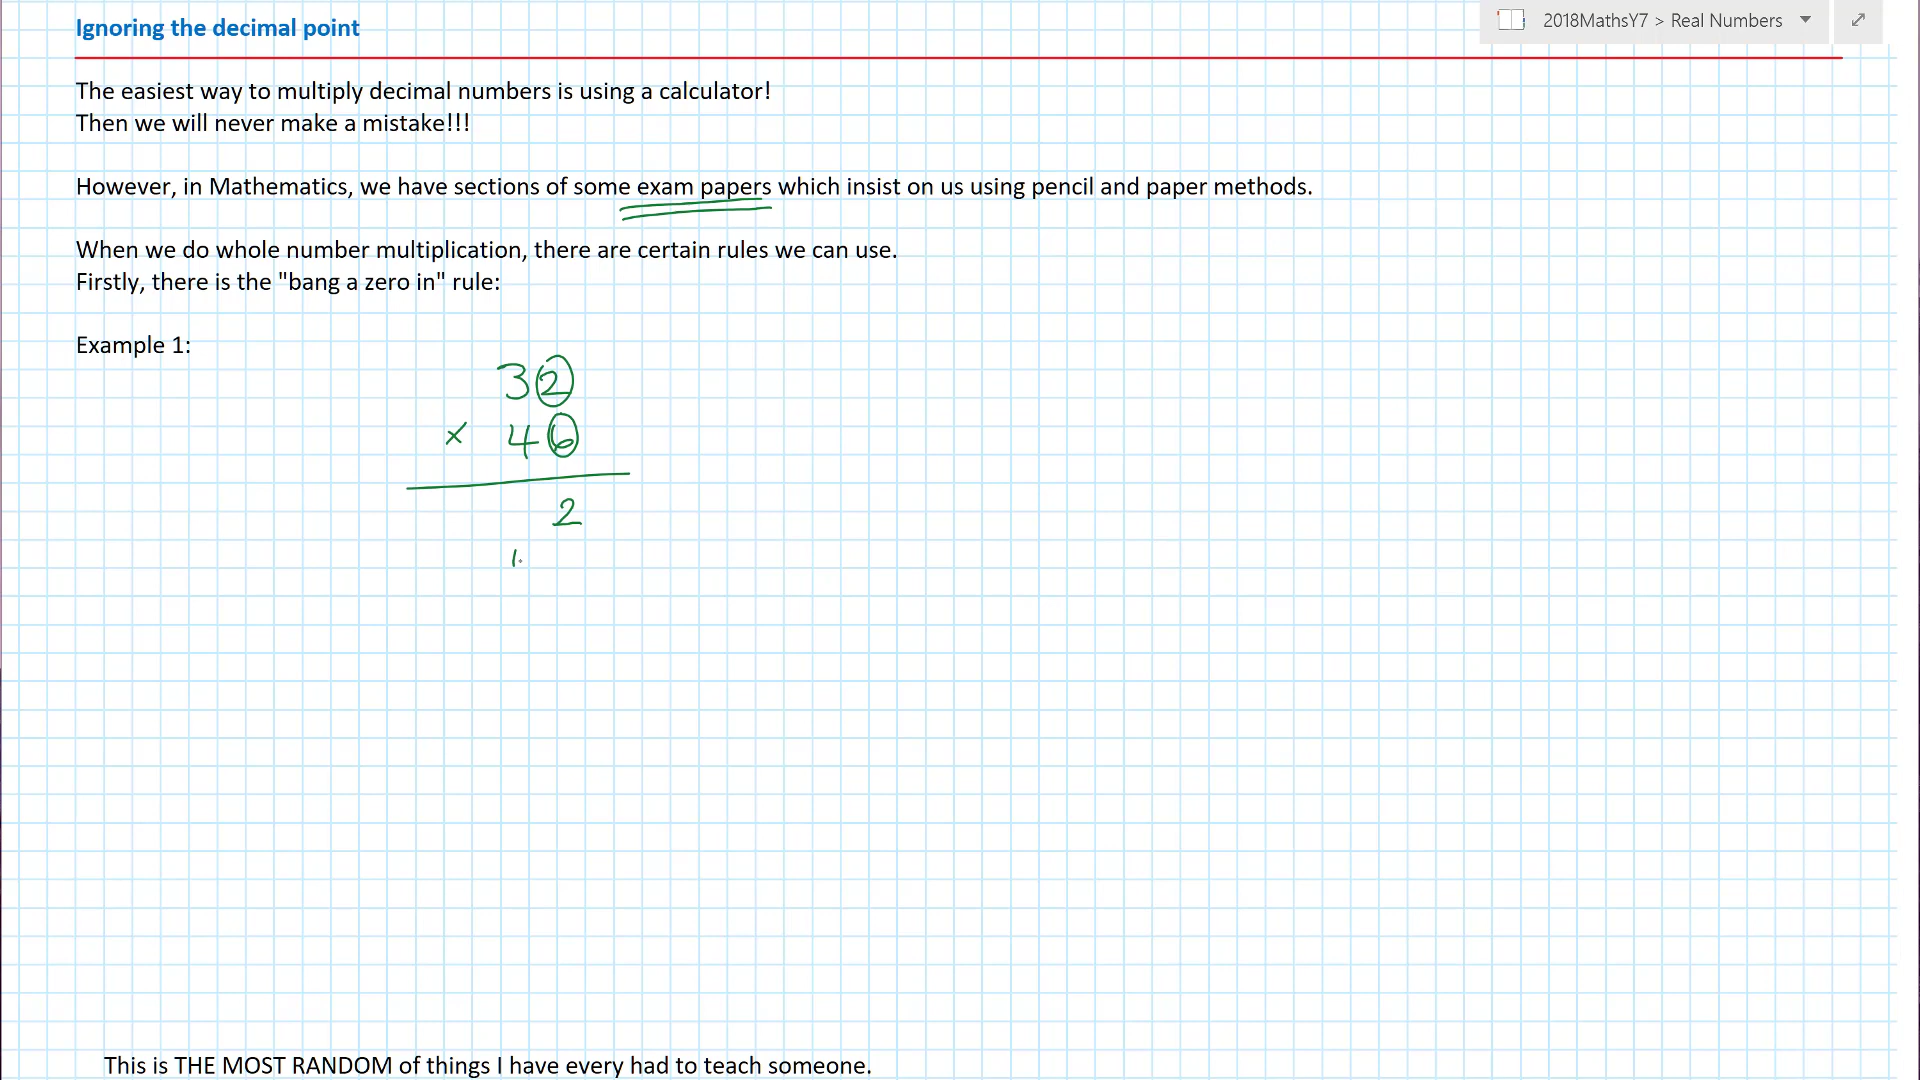 Ignoring the decimal point
2018MathsY7 > Real Numbers
The easiest way to multiply decimal numbers is using a calculator!
Then we will never make a mistake!!!
However, in Mathematics, we have sections of some exam papers which insist on us using pencil and paper methods.
When we do whole number multiplication, there are certain rules we can use.
Firstly, there is the "bang a zero in" rule:
Example 1:
32
× 46
2
1
This is THE MOST RANDOM of things I have every had to teach someone.